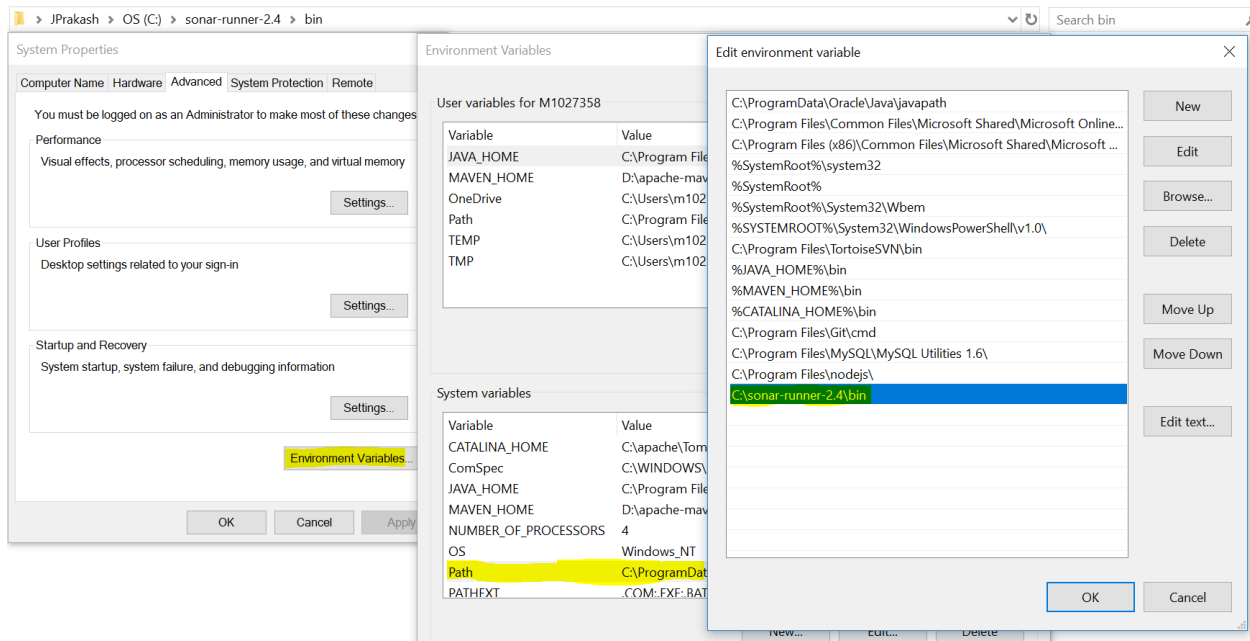 JPrakash > OS (C:) > sonar-runner-2.4 > bin
Search bin
System Properties
Computer Name Hardware Advanced System Protection Remote
You must be logged on as an Administrator to make most of these changes
Performance
Visual effects, processor scheduling, memory usage, and virtual memory
Settings...
User Profiles
Desktop settings related to your sign-in
Settings...
Startup and Recovery
System startup, system failure, and debugging information
Settings...
Environment Variables...
OK Cancel Apply
Environment Variables
User variables for M1027358
Variable Value
JAVA_HOME C:\Program File
MAVEN_HOME D:\apache-mav
OneDrive C:\Users\m102
Path C:\Program File
TEMP C:\Users\m102
TMP C:\Users\m102
System variables
Variable Value
CATALINA_HOME C:\apache\Tom
ComSpec C:\WINDOWS\
JAVA_HOME C:\Program File
MAVEN_HOME D:\apache-mav
NUMBER_OF_PROCESSORS 4
OS Windows_NT
Path C:\ProgramDat
PATHEXT .COM;.EXE;.BAT
New... Edit... Delete
Edit environment variable
C:\ProgramData\Oracle\Java\javapath
C:\Program Files\Common Files\Microsoft Shared\Microsoft Online...
C:\Program Files (x86)\Common Files\Microsoft Shared\Microsoft ...
%SystemRoot%\system32
%SystemRoot%
%SystemRoot%\System32\Wbem
%SYSTEMROOT%\System32\WindowsPowerShell\v1.0\
C:\Program Files\TortoiseSVN\bin
%JAVA_HOME%\bin
%MAVEN_HOME%\bin
%CATALINA_HOME%\bin
C:\Program Files\Git\cmd
C:\Program Files\MySQL\MySQL Utilities 1.6\
C:\Program Files\nodejs\
C:\sonar-runner-2.4\bin
New
Edit
Browse...
Delete
Move Up
Move Down
Edit text...
OK Cancel